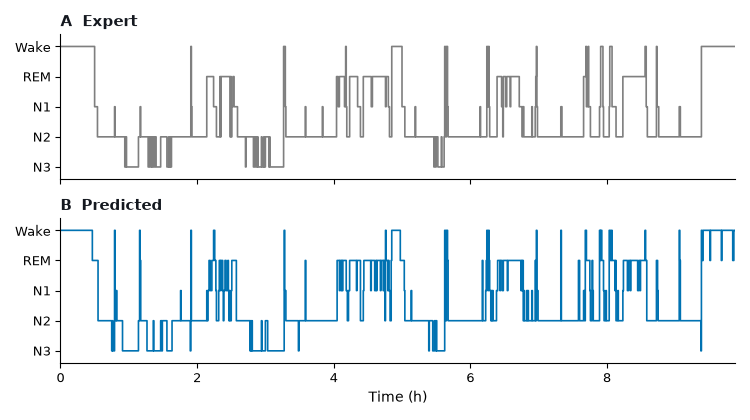 A Expert
Wake
REM
N1
N2
N3
B Predicted
Wake
REM
N1
N2
N3
0 2 4 6 8
Time (h)